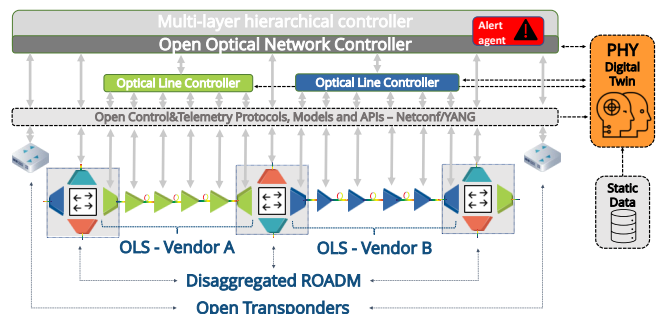 Multi-layer hierarchical controller
Open Optical Network Controller
Alert
agent
PHY
Digital
Twin
Optical Line Controller
Optical Line Controller
Open Control&Telemetry Protocols, Models and APIs – Netconf/YANG
Static
Data
OLS - Vendor A
OLS - Vendor B
Disaggregated ROADM
Open Transponders